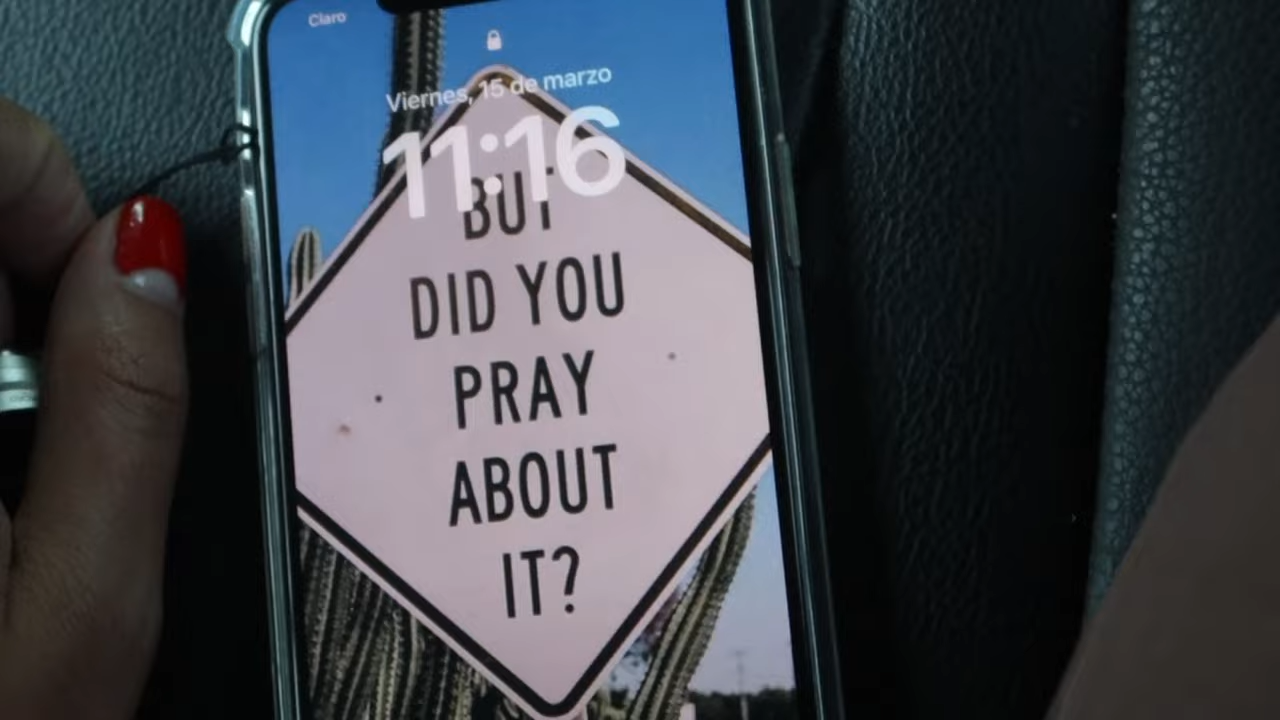 Claro
Viernes, 15 de marzo
11:16
BUT
DID YOU
PRAY
ABOUT
IT?